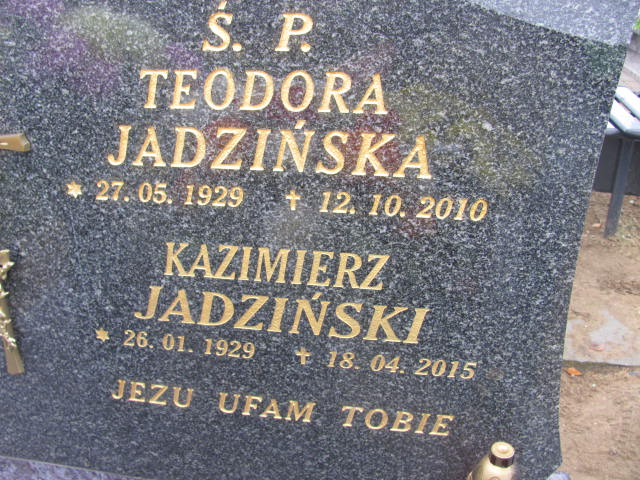 Ś. P.
TEODORA
JADZIŃSKA
* 27. 05. 1929 ✝ 12. 10. 2010
KAZIMIERZ
JADZIŃSKI
* 26. 01. 1929 ✝ 18. 04. 2015
JEZU UFAM TOBIE